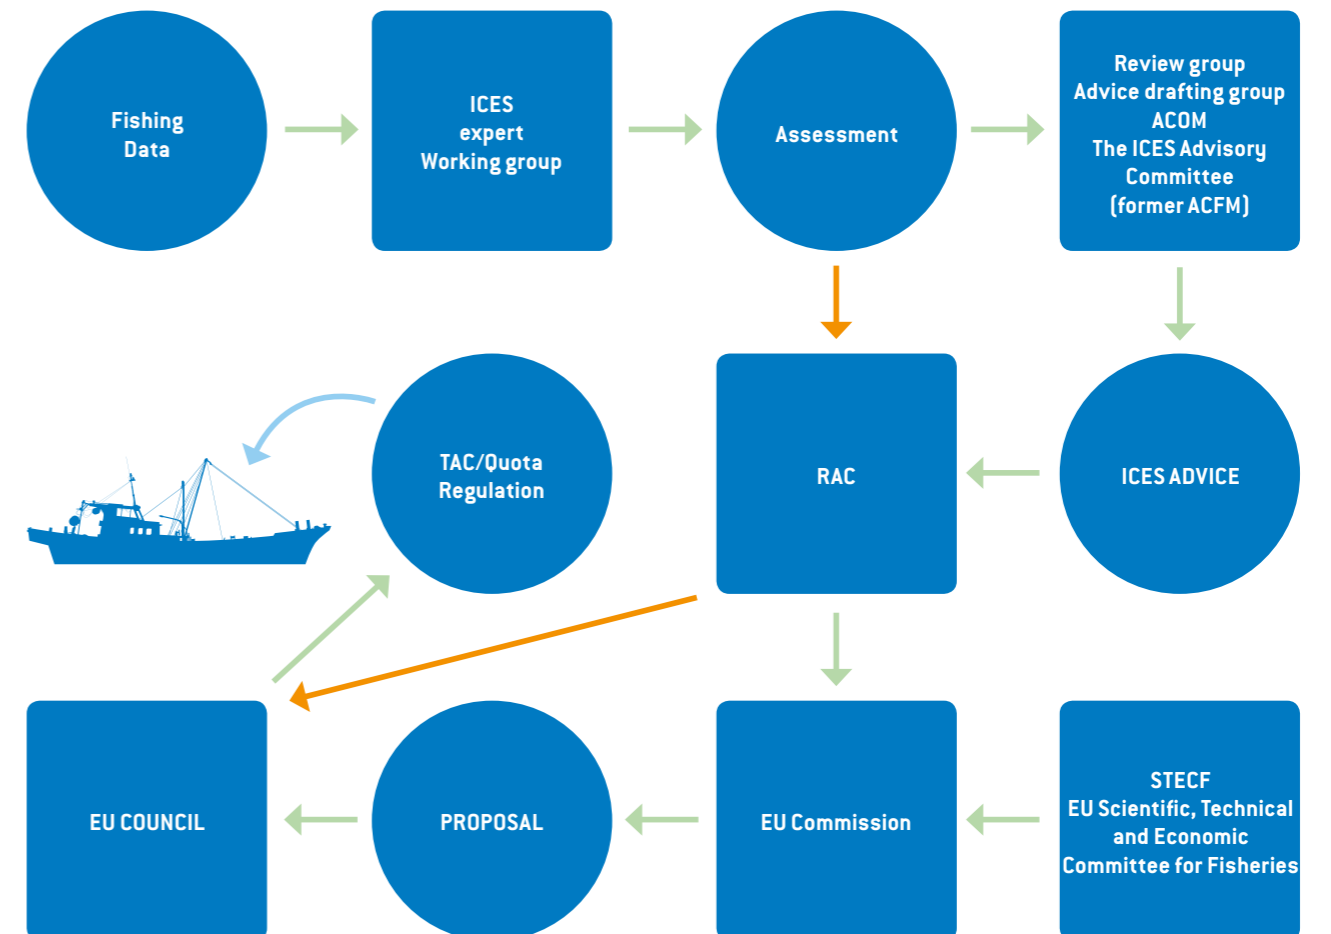 Fishing
Data
ICES
expert
Working group
Assessment
Review group
Advice drafting group
ACOM
The ICES Advisory
Committee
(former ACFM)
TAC/Quota
Regulation
RAC
ICES ADVICE
EU COUNCIL
PROPOSAL
EU Commission
STECF
EU Scientific, Technical
and Economic
Committee for Fisheries